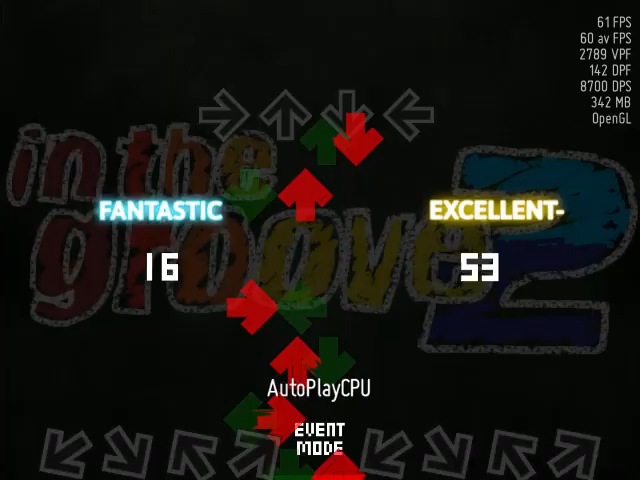 61 FPS
60 av FPS
2789 VPF
142 DPF
8700 DPS
342 MB
OpenGL
in the
groove 2
FANTASTIC
EXCELLENT-
16
53
AutoPlayCPU
EVENT
MODE